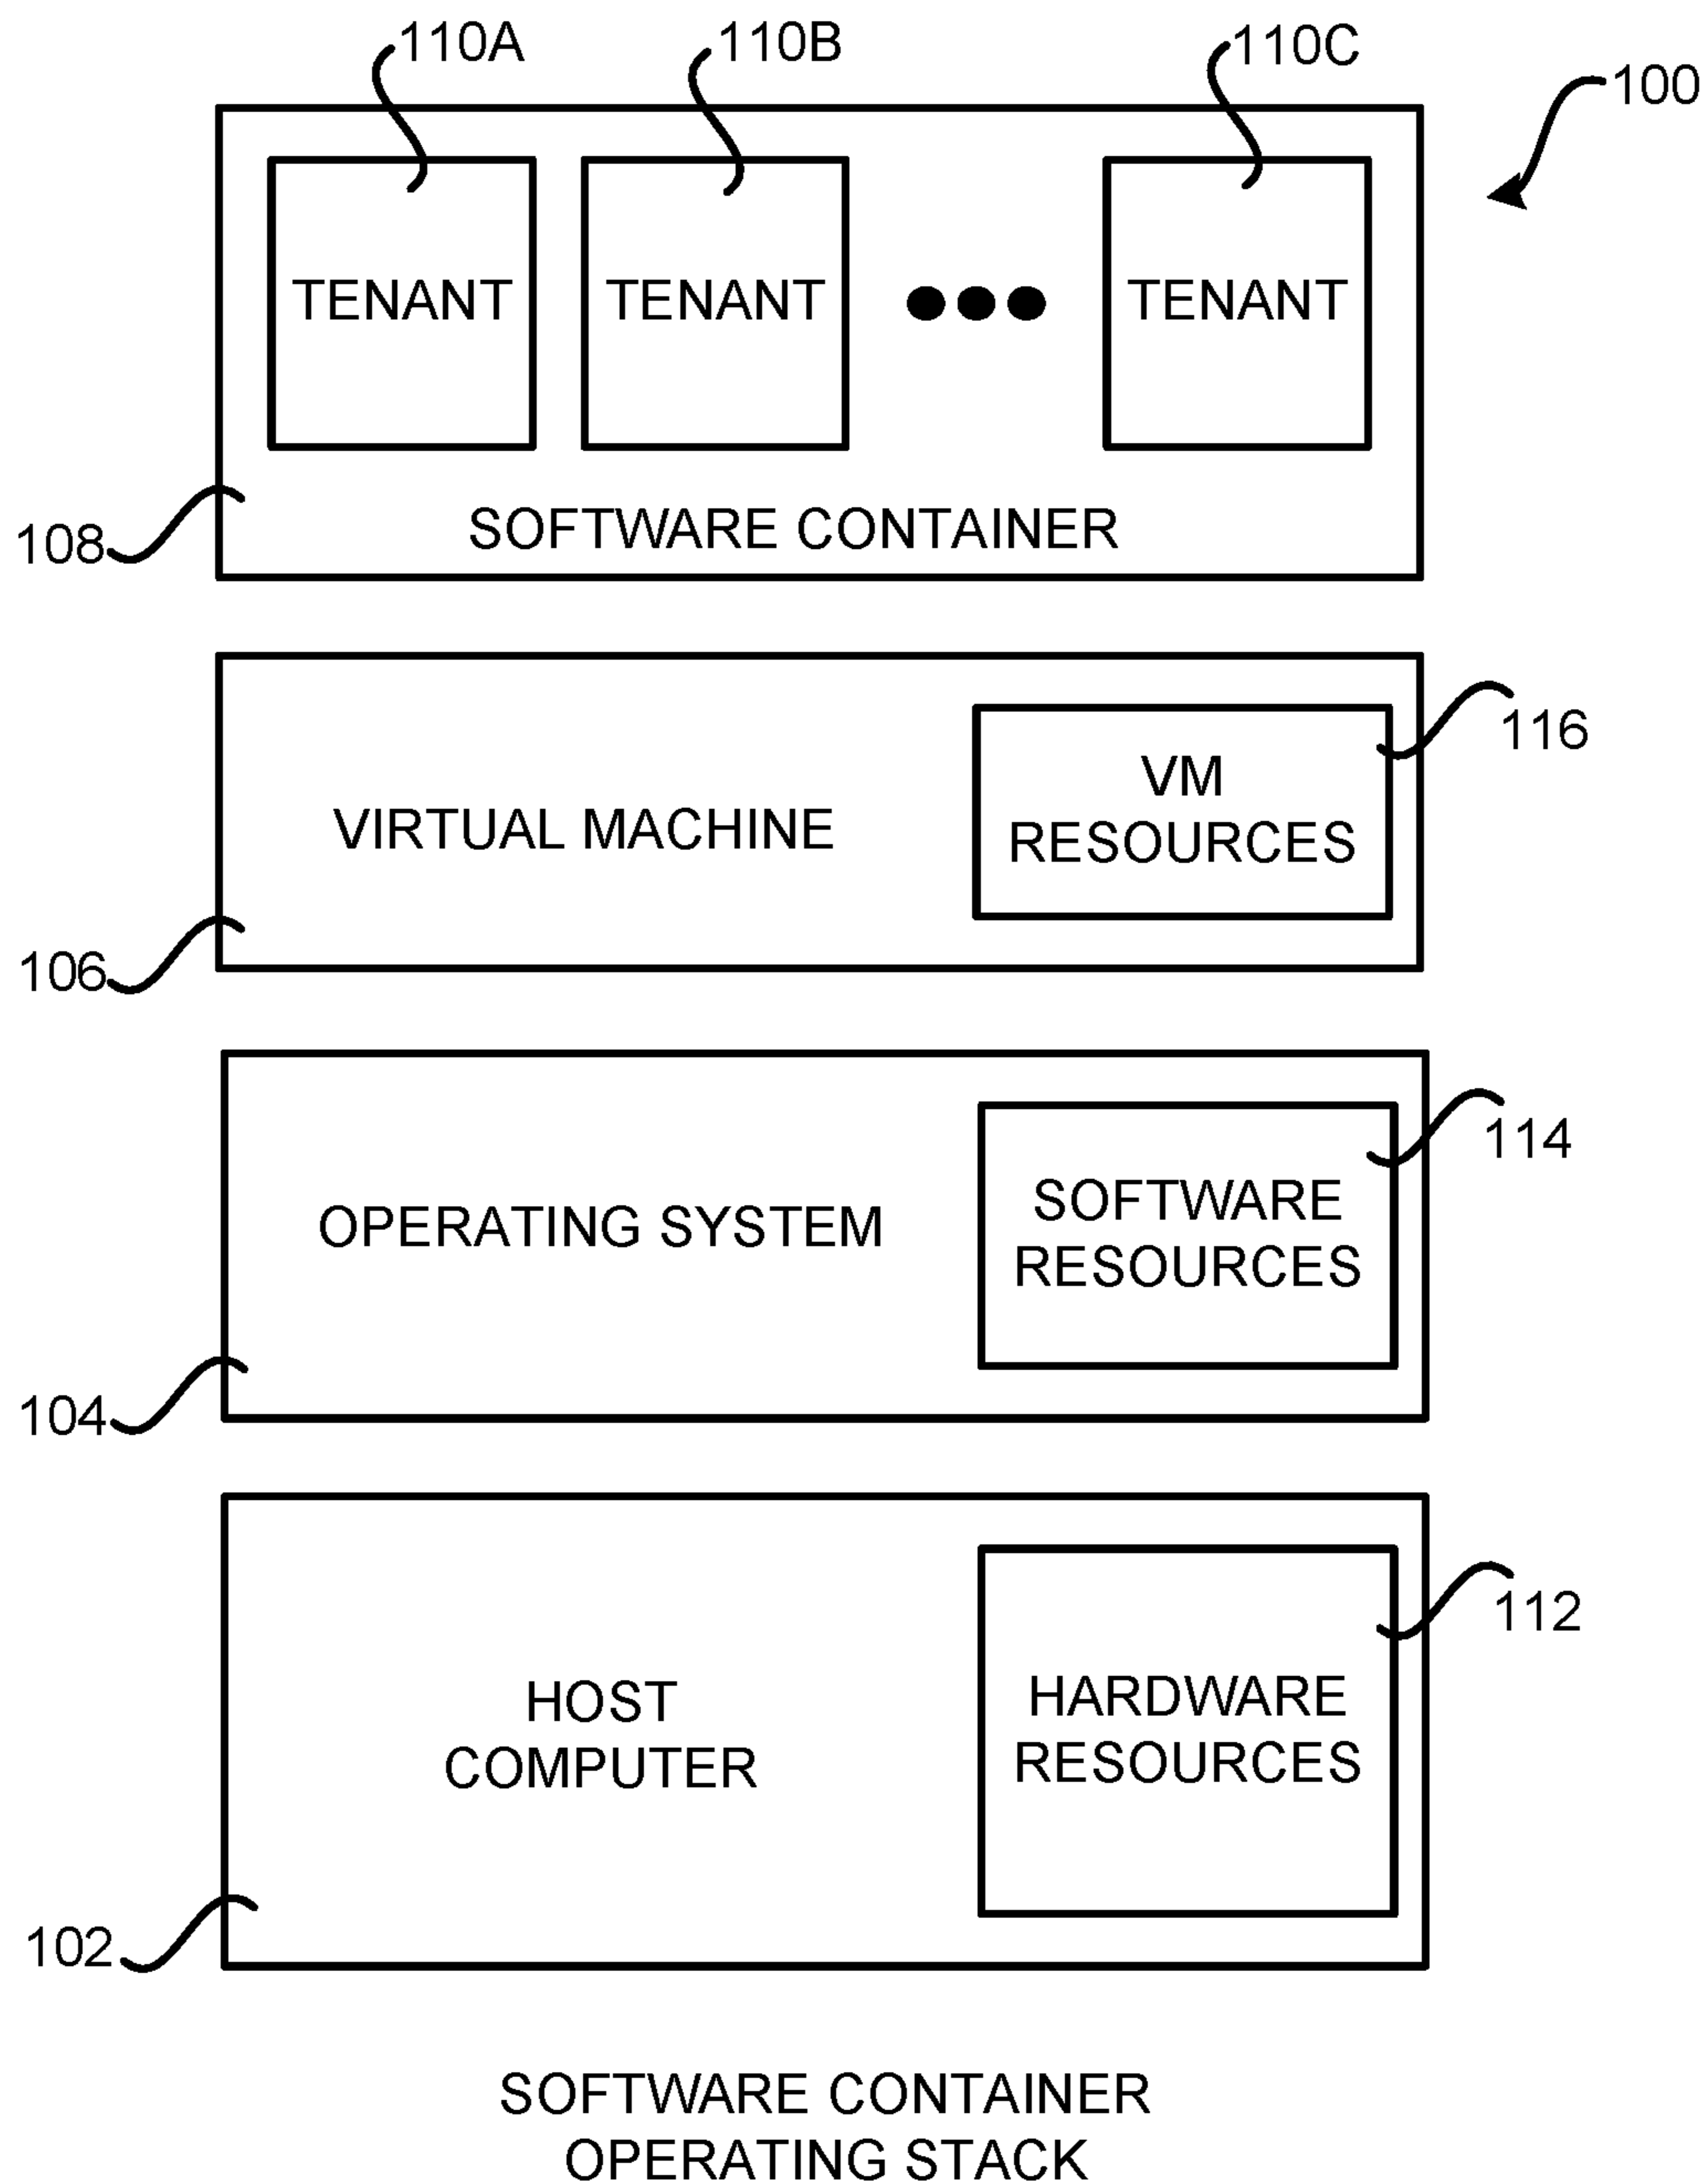 110A 110B 110C
100
TENANT TENANT TENANT
108
SOFTWARE CONTAINER
116
VM
RESOURCES
VIRTUAL MACHINE
106
114
SOFTWARE
RESOURCES
OPERATING SYSTEM
104
112
HOST
COMPUTER
HARDWARE
RESOURCES
102
SOFTWARE CONTAINER
OPERATING STACK